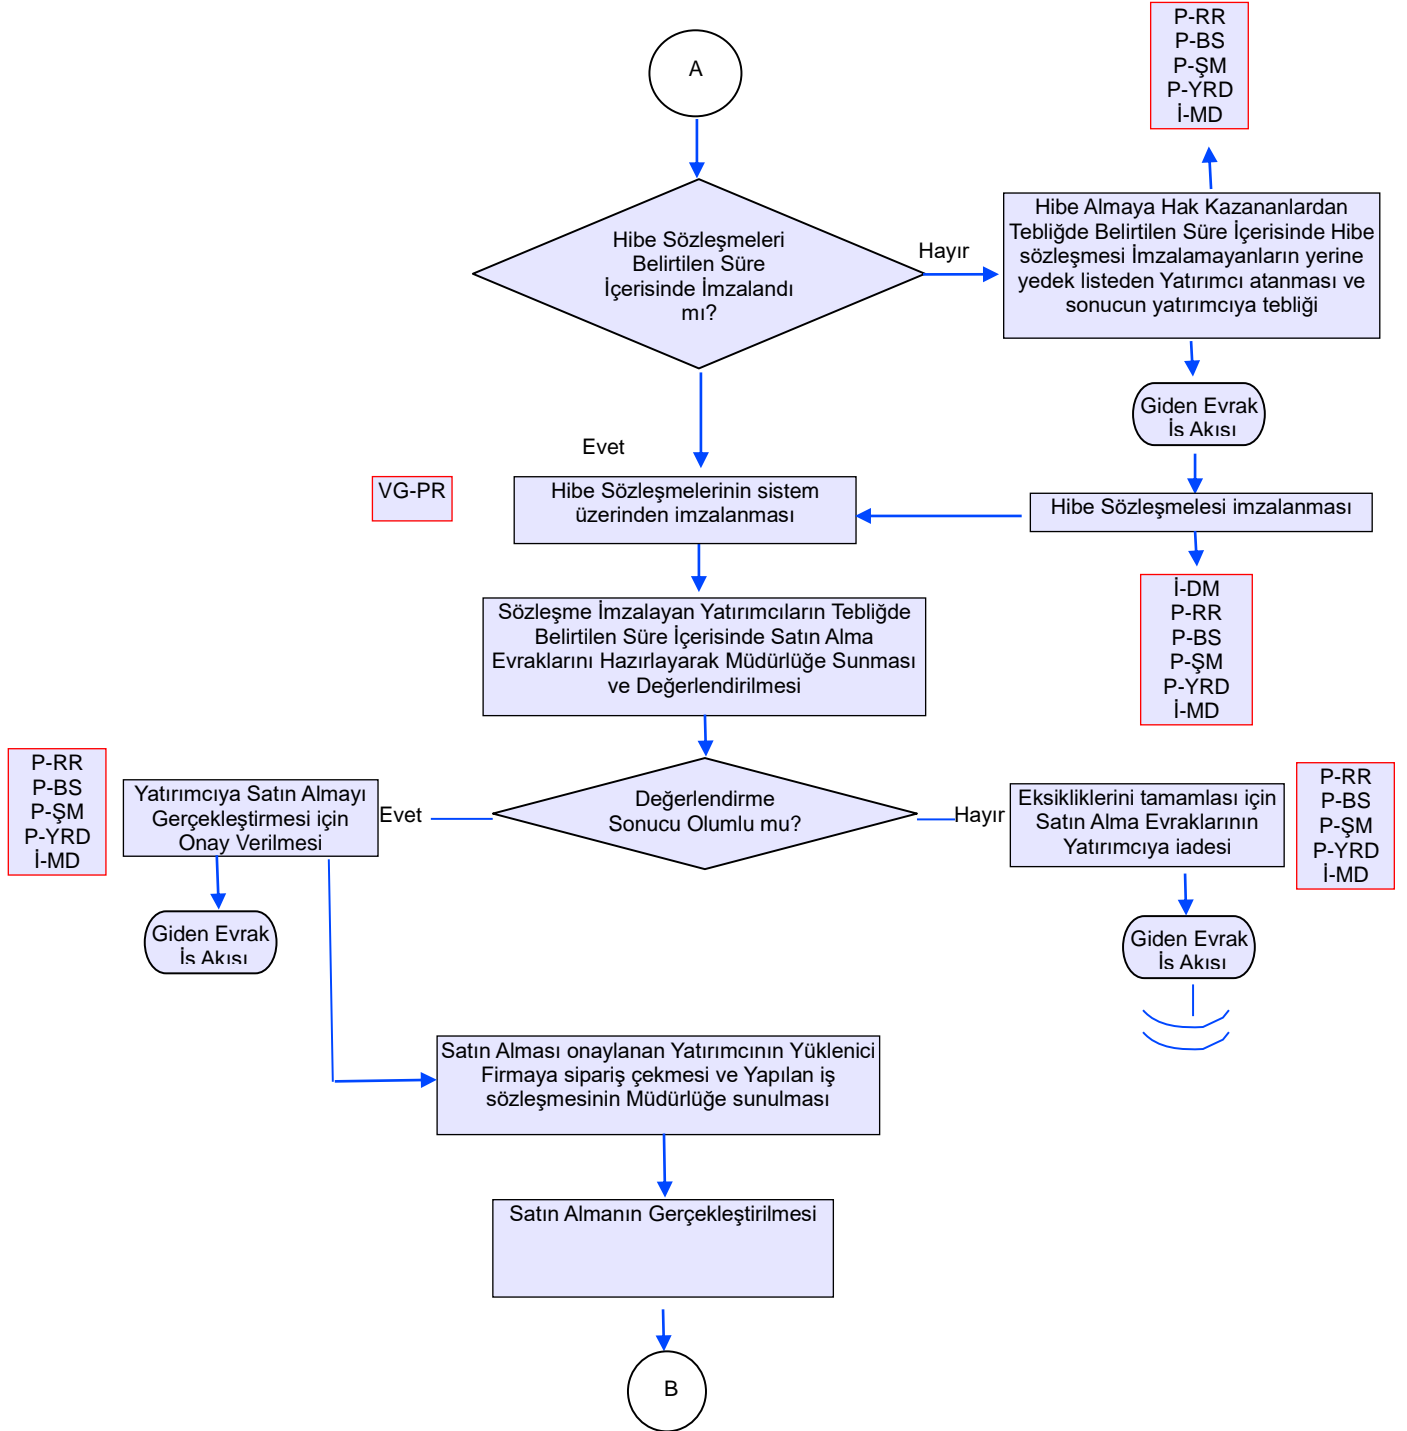 A
P-RR
P-BS
P-ŞM
P-YRD
İ-MD
Hibe Sözleşmeleri
Belirtilen Süre
İçerisinde İmzalandı
mı?
Hayır
Hibe Almaya Hak Kazananlardan
Tebliğde Belirtilen Süre İçerisinde Hibe
sözleşmesi İmzalamayanların yerine
yedek listeden Yatırımcı atanması ve
sonucun yatırımcıya tebliği
Giden Evrak
İş Akışı
Evet
VG-PR
Hibe Sözleşmelerinin sistem
üzerinden imzalanması
Hibe Sözleşmelesi imzalanması
İ-DM
P-RR
P-BS
P-ŞM
P-YRD
İ-MD
Sözleşme İmzalayan Yatırımcıların Tebliğde
Belirtilen Süre İçerisinde Satın Alma
Evraklarını Hazırlayarak Müdürlüğe Sunması
ve Değerlendirilmesi
P-RR
P-BS
P-ŞM
P-YRD
İ-MD
Yatırımcıya Satın Almayı
Gerçekleştirmesi için
Onay Verilmesi
Evet
Değerlendirme
Sonucu Olumlu mu?
Hayır
Eksikliklerini tamamlası için
Satın Alma Evraklarının
Yatırımcıya iadesi
P-RR
P-BS
P-ŞM
P-YRD
İ-MD
Giden Evrak
İş Akışı
Giden Evrak
İş Akışı
Satın Alması onaylanan Yatırımcının Yüklenici
Firmaya sipariş çekmesi ve Yapılan iş
sözleşmesinin Müdürlüğe sunulması
Satın Almanın Gerçekleştirilmesi
B